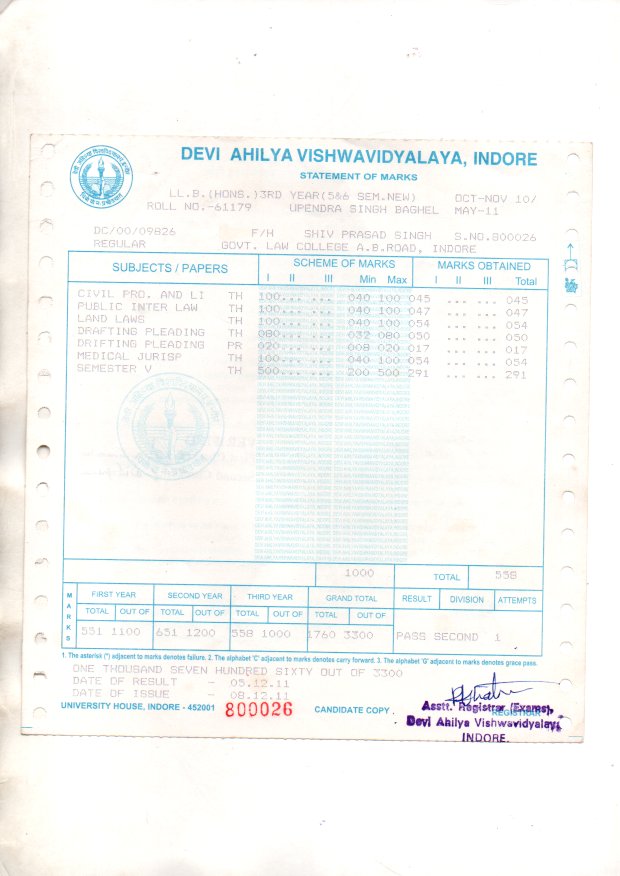 DEVI AHILYA VISHWAVIDYALAYA, INDORE
STATEMENT OF MARKS
LL.B.(HONS.)3RD YEAR(5&6 SEM.NEW) OCT-NOV 10/
ROLL NO.-61179 UPENDRA SINGH BAGHEL MAY-11
DC/00/09826 F/H SHIV PRASAD SINGH S.NO.800026
REGULAR GOVT. LAW COLLEGE A.B.ROAD, INDORE
SUBJECTS / PAPERS SCHEME OF MARKS MARKS OBTAINED
I II III Min Max I II III Total
CIVIL PRO. AND LI TH 100... ... 040 100 045 ... ... 045
PUBLIC INTER LAW TH 100... ... 040 100 047 ... ... 047
LAND LAWS TH 100... ... 040 100 054 ... ... 054
DRAFTING PLEADING TH 080... ... 032 080 050 ... ... 050
DRIFTING PLEADING PR 020... ... 008 020 017 ... ... 017
MEDICAL JURISP TH 100... ... 040 100 054 ... ... 054
SEMESTER V TH 500... ... 200 500 291 ... ... 291
1000 TOTAL 558
MARKS
FIRST YEAR SECOND YEAR THIRD YEAR GRAND TOTAL RESULT DIVISION ATTEMPTS
TOTAL OUT OF TOTAL OUT OF TOTAL OUT OF TOTAL OUT OF
551 1100 651 1200 558 1000 1760 3300 PASS SECOND 1
1. The asterisk (*) adjacent to marks denotes failure. 2. The alphabet 'C' adjacent to marks denotes carry forward. 3. The alphabet 'G' adjacent to marks denotes grace pass.
ONE THOUSAND SEVEN HUNDRED SIXTY OUT OF 3300
DATE OF RESULT - 05.12.11
DATE OF ISSUE - 08.12.11
UNIVERSITY HOUSE, INDORE - 452001 800026 CANDIDATE COPY. REGISTRAR
Asstt. Registrar (Exams),
Devi Ahilya Vishwavidyalaya
INDORE.